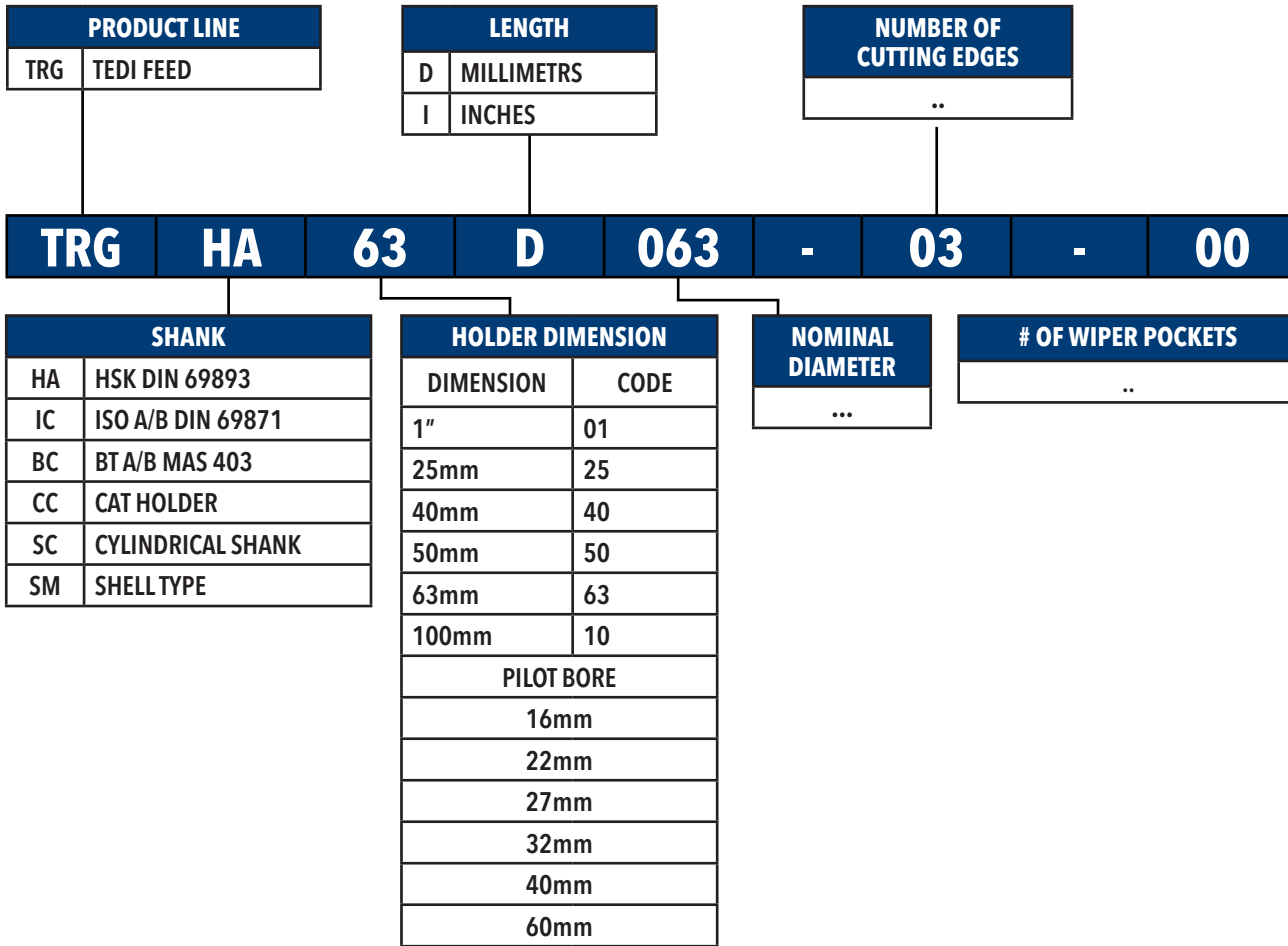 PRODUCT LINE
TRG TEDI FEED
LENGTH
D MILLIMETRS
I INCHES
NUMBER OF
CUTTING EDGES
..
TRG HA 63 D 063 - 03 - 00
SHANK
HA HSK DIN 69893
IC ISO A/B DIN 69871
BC BT A/B MAS 403
CC CAT HOLDER
SC CYLINDRICAL SHANK
SM SHELL TYPE
HOLDER DIMENSION
DIMENSION CODE
1” 01
25mm 25
40mm 40
50mm 50
63mm 63
100mm 10
PILOT BORE
16mm
22mm
27mm
32mm
40mm
60mm
NOMINAL
DIAMETER
...
# OF WIPER POCKETS
..